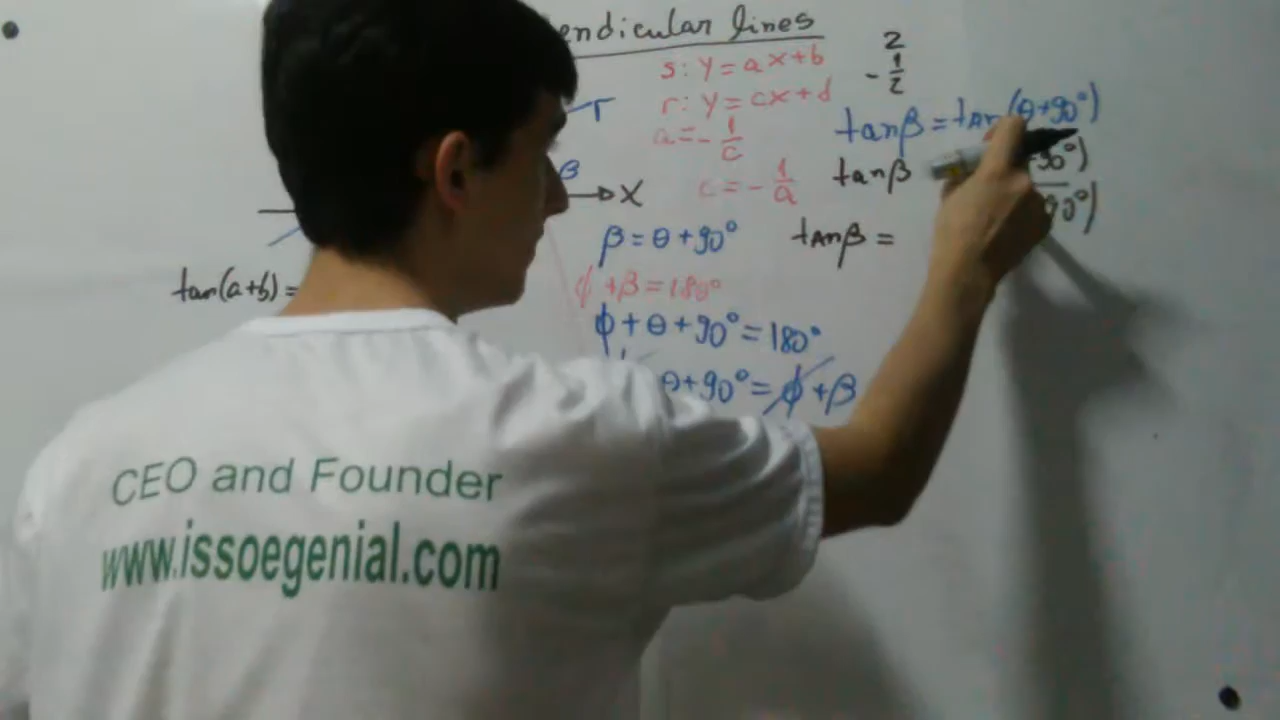 endicular lines
s: y = ax+b
r: y = cx+d
a = - 1/c
c = - 1/a
2
- 1/2
r
β
X
tanβ = tAn(θ+90°)
tanβ
+90°)
90°)
tAnβ =
β = θ + 90°
ϕ + β = 180°
ϕ + θ + 90° = 180°
θ + 90° = ϕ + β
tan(a+b) =
CEO and Founder
www.issoegenial.com